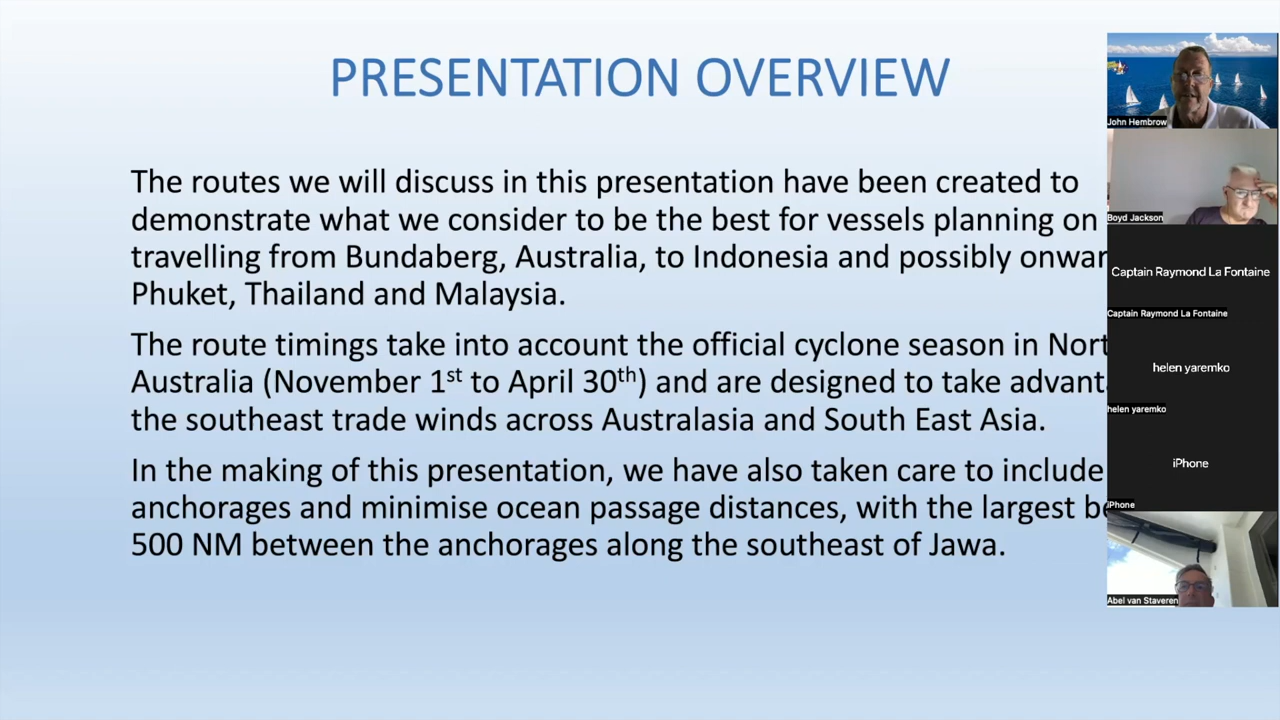 PRESENTATION OVERVIEW
The routes we will discuss in this presentation have been created to
demonstrate what we consider to be the best for vessels planning on
travelling from Bundaberg, Australia, to Indonesia and possibly onwar
Phuket, Thailand and Malaysia.
The route timings take into account the official cyclone season in Nort
Australia (November 1st to April 30th) and are designed to take advant
the southeast trade winds across Australasia and South East Asia.
In the making of this presentation, we have also taken care to include
anchorages and minimise ocean passage distances, with the largest be
500 NM between the anchorages along the southeast of Jawa.
John Hembrow
Boyd Jackson
Captain Raymond La Fontaine
Captain Raymond La Fontaine
helen yaremko
helen yaremko
iPhone
iPhone
Abel van Staveren